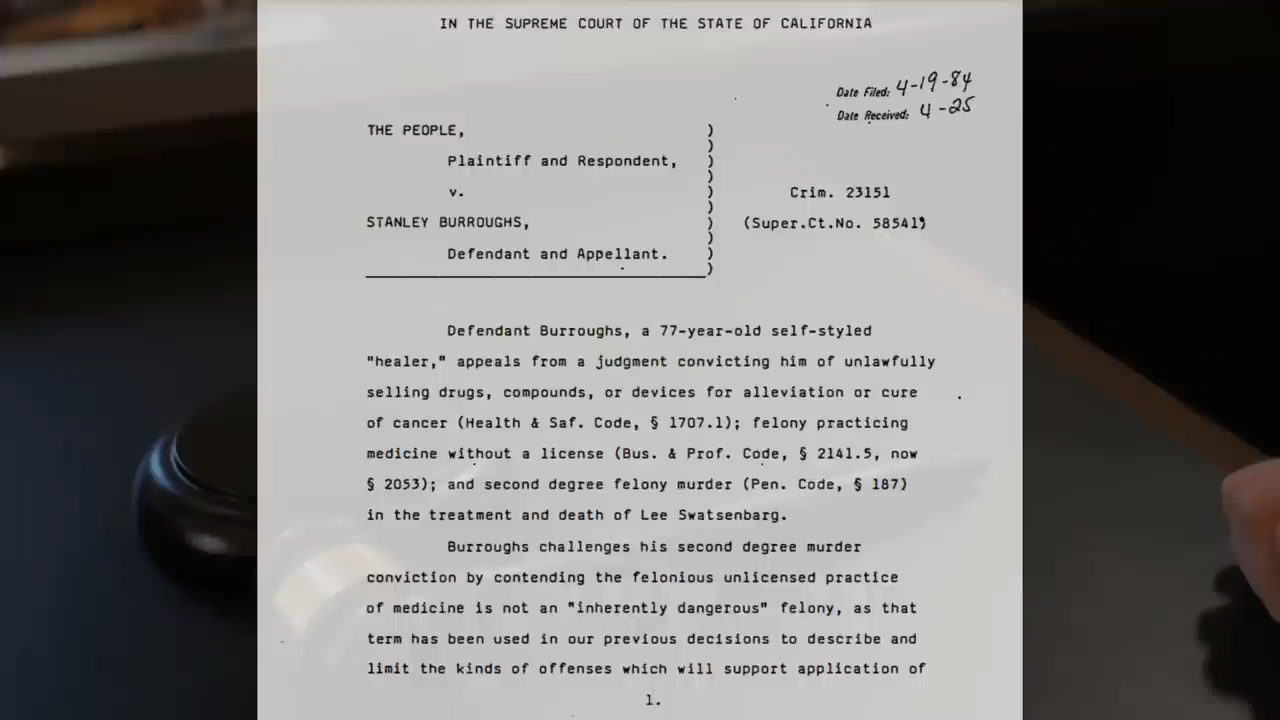 IN THE SUPREME COURT OF THE STATE OF CALIFORNIA
Date Filed: 4-19-84
Date Received: 4-25
THE PEOPLE, )
)
Plaintiff and Respondent, )
)
v. ) Crim. 23151
)
STANLEY BURROUGHS, ) (Super.Ct.No. 58541)
)
Defendant and Appellant. )
)
Defendant Burroughs, a 77-year-old self-styled
"healer," appeals from a judgment convicting him of unlawfully
selling drugs, compounds, or devices for alleviation or cure
of cancer (Health & Saf. Code, § 1707.1); felony practicing
medicine without a license (Bus. & Prof. Code, § 2141.5, now
§ 2053); and second degree felony murder (Pen. Code, § 187)
in the treatment and death of Lee Swatsenbarg.
Burroughs challenges his second degree murder
conviction by contending the felonious unlicensed practice
of medicine is not an "inherently dangerous" felony, as that
term has been used in our previous decisions to describe and
limit the kinds of offenses which will support application of
1.